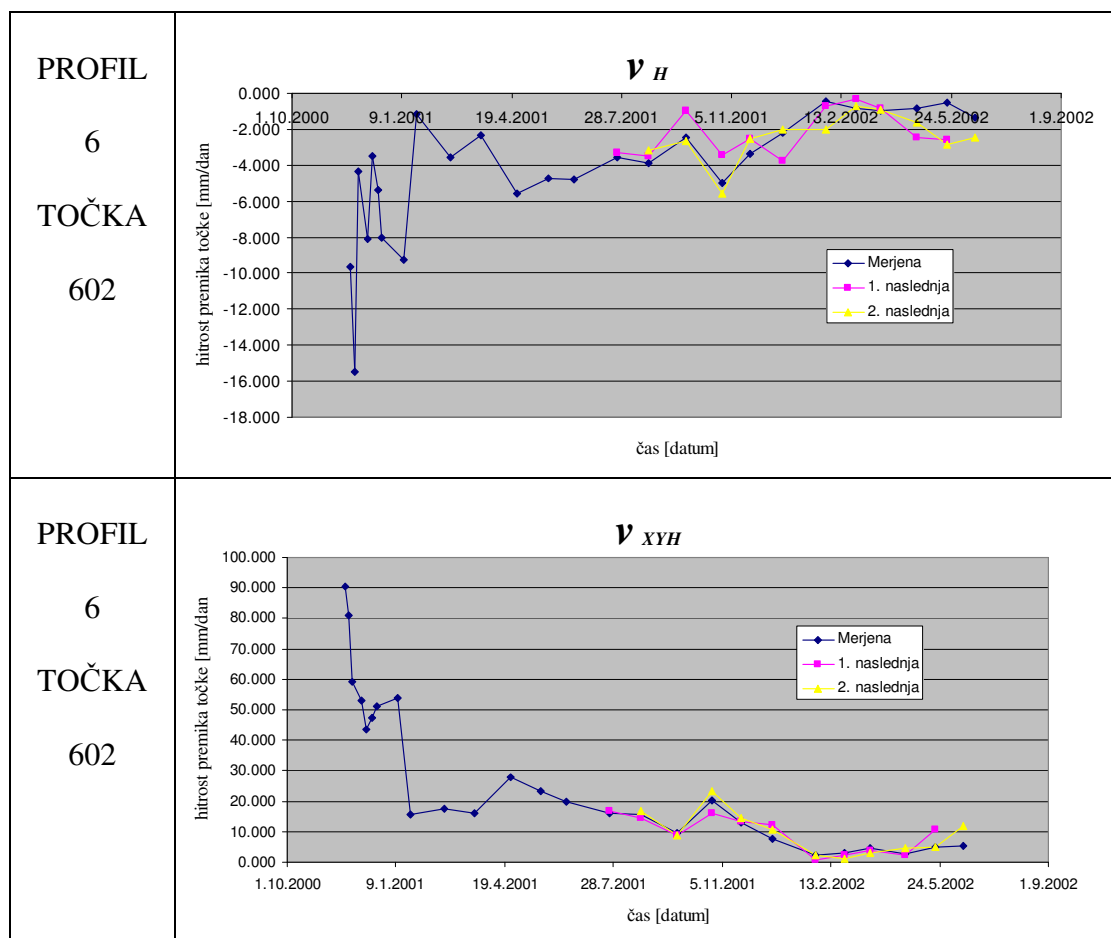 PROFIL
6
TOČKA
602
v H
0.000
-2.000
-4.000
-6.000
-8.000
-10.000
-12.000
-14.000
-16.000
-18.000
1.10.2000 9.1.2001 19.4.2001 28.7.2001 5.11.2001 13.2.2002 24.5.2002 1.9.2002
hitrost premika točke [mm/dan]
Merjena
1. naslednja
2. naslednja
čas [datum]
PROFIL
6
TOČKA
602
v XYH
100.000
90.000
80.000
70.000
60.000
50.000
40.000
30.000
20.000
10.000
0.000
1.10.2000 9.1.2001 19.4.2001 28.7.2001 5.11.2001 13.2.2002 24.5.2002 1.9.2002
hitrost premika točke [mm/dan]
Merjena
1. naslednja
2. naslednja
čas [datum]